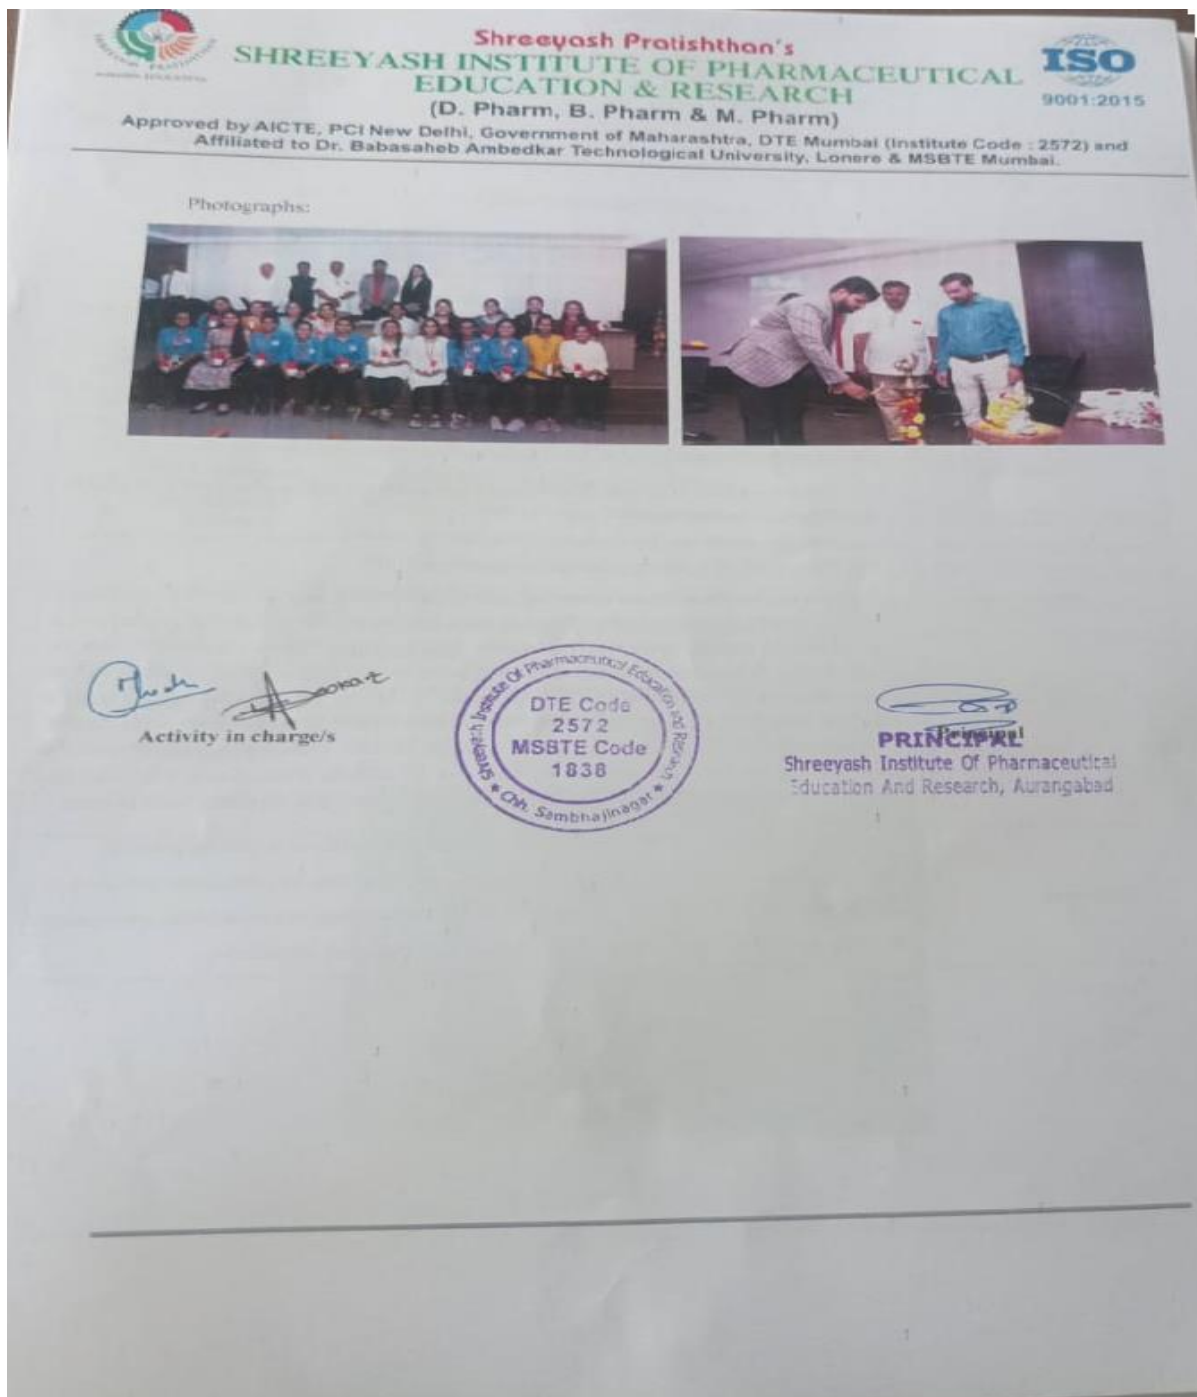 Shreeyash Pratishthan's
SHREEYASH INSTITUTE OF PHARMACEUTICAL
EDUCATION & RESEARCH
(D. Pharm, B. Pharm & M. Pharm)
Approved by AICTE, PCI New Delhi, Government of Maharashtra, DTE Mumbai (Institute Code : 2572) and
Affiliated to Dr. Babasaheb Ambedkar Technological University, Lonere & MSBTE Mumbai.
ISO
9001:2015
Photographs:
Activity in charge/s
Shreeyash Institute Of Pharmaceutical Education and Research
DTE Code
2572
MSBTE Code
1838
Chh. Sambhajinagar
Principal
PRINCIPAL
Shreeyash Institute Of Pharmaceutical
Education And Research, Aurangabad